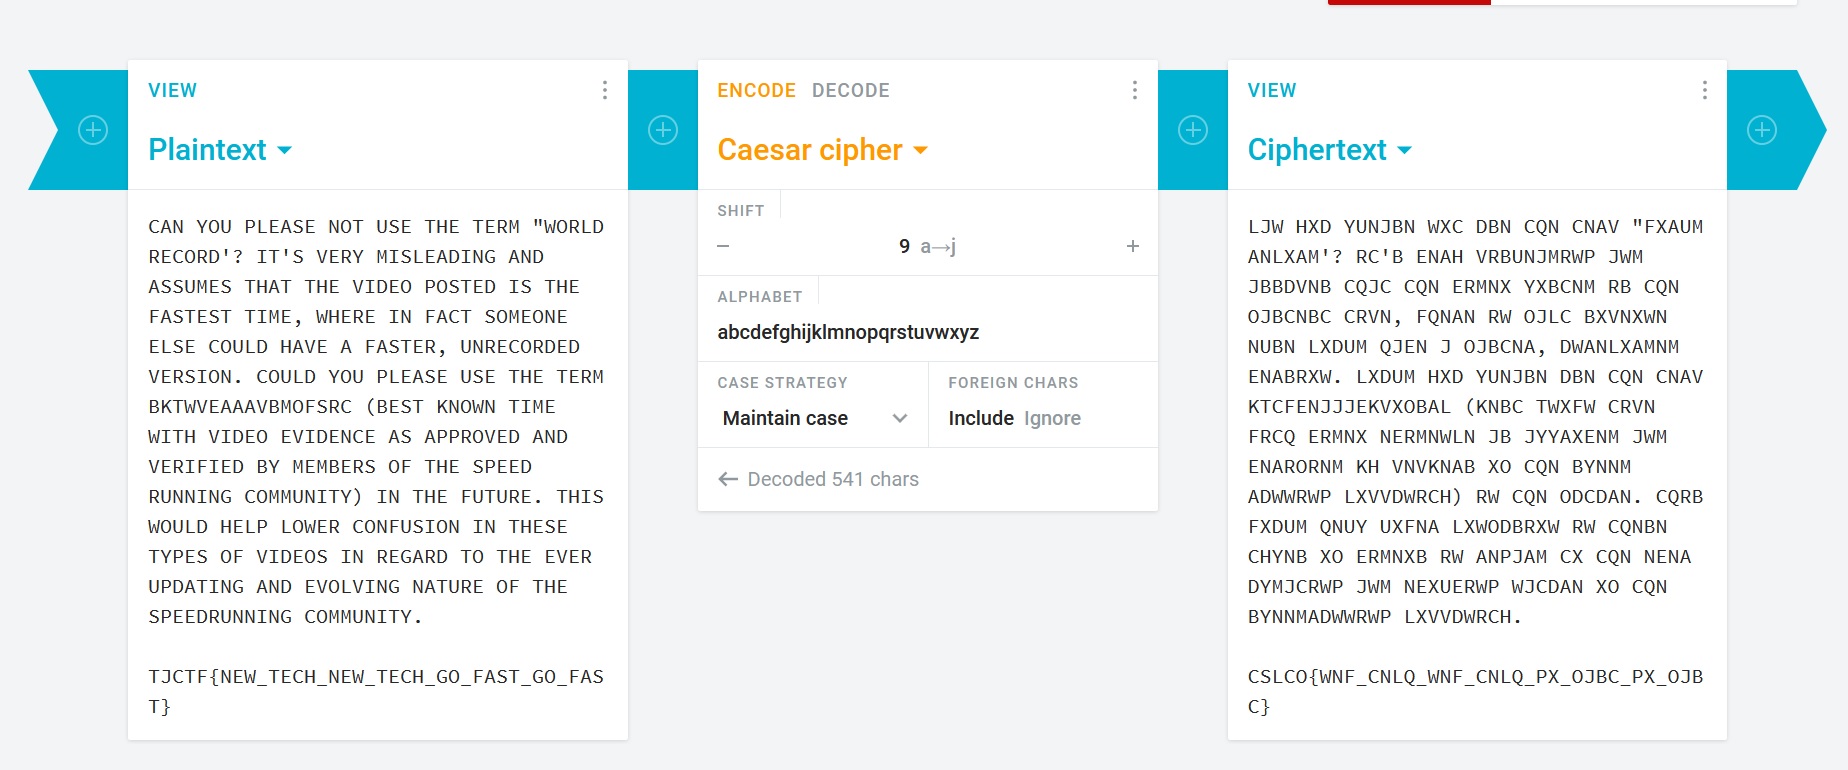 VIEW
Plaintext
CAN YOU PLEASE NOT USE THE TERM "WORLD
RECORD'? IT'S VERY MISLEADING AND
ASSUMES THAT THE VIDEO POSTED IS THE
FASTEST TIME, WHERE IN FACT SOMEONE
ELSE COULD HAVE A FASTER, UNRECORDED
VERSION. COULD YOU PLEASE USE THE TERM
BKTWVEAAAVBMOFSRC (BEST KNOWN TIME
WITH VIDEO EVIDENCE AS APPROVED AND
VERIFIED BY MEMBERS OF THE SPEED
RUNNING COMMUNITY) IN THE FUTURE. THIS
WOULD HELP LOWER CONFUSION IN THESE
TYPES OF VIDEOS IN REGARD TO THE EVER
UPDATING AND EVOLVING NATURE OF THE
SPEEDRUNNING COMMUNITY.
TJCTF{NEW_TECH_NEW_TECH_GO_FAST_GO_FAS
T}
ENCODE DECODE
Caesar cipher
SHIFT
− 9 a→j +
ALPHABET
abcdefghijklmnopqrstuvwxyz
CASE STRATEGY
Maintain case
FOREIGN CHARS
Include Ignore
← Decoded 541 chars
VIEW
Ciphertext
LJW HXD YUNJBN WXC DBN CQN CNAV "FXAUM
ANLXAM'? RC'B ENAH VRBUNJMRWP JWM
JBBDVNB CQJC CQN ERMNX YXBCNM RB CQN
OJBCNBC CRVN, FQNAN RW OJLC BXVNXWN
NUBN LXDUM QJEN J OJBCNA, DWANLXAMNM
ENABRXW. LXDUM HXD YUNJBN DBN CQN CNAV
KTCFENJJJEKVXOBAL (KNBC TWXFW CRVN
FRCQ ERMNX NERMNWLN JB JYYAXENM JWM
ENARORNM KH VNVKNAB XO CQN BYNNM
ADWWRWP LXVVDWRCH) RW CQN ODCDAN. CQRB
FXDUM QNUY UXFNA LXWODBRXW RW CQNBN
CHYNB XO ERMNXB RW ANPJAM CX CQN NENA
DYMJCRWP JWM NEXUERWP WJCDAN XO CQN
BYNNMADWWRWP LXVVDWRCH.
CSLCO{WNF_CNLQ_WNF_CNLQ_PX_OJBC_PX_OJB
C}